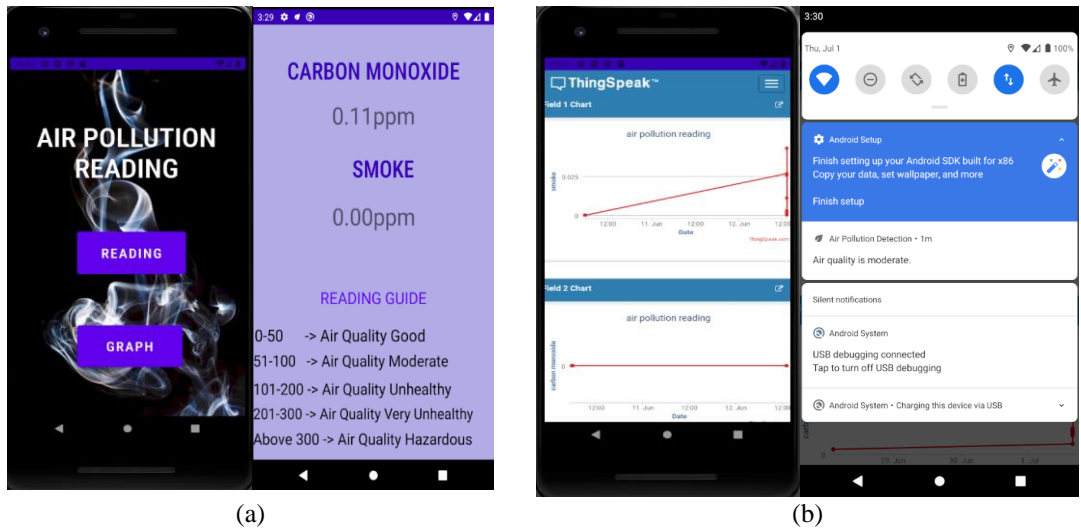 AIR POLLUTION
READING
READING
GRAPH
3:29
CARBON MONOXIDE
0.11ppm
SMOKE
0.00ppm
READING GUIDE
0-50 -> Air Quality Good
51-100 -> Air Quality Moderate
101-200 -> Air Quality Unhealthy
201-300 -> Air Quality Very Unhealthy
Above 300 -> Air Quality Hazardous
(a)
ThingSpeak™
Field 1 Chart
air pollution reading
smoke
0.025
0
12:00 11. Jun 12:00 12. Jun 12:00
Date
ThingSpeak.com
Field 2 Chart
air pollution reading
carbon monoxide
0
12:00 11. Jun 12:00 12. Jun 12:00
Date
3:30
Thu, Jul 1 100%
Android Setup
Finish setting up your Android SDK built for x86
Copy your data, set wallpaper, and more
Finish setup
Air Pollution Detection • 1m
Air quality is moderate.
Silent notifications
Android System
USB debugging connected
Tap to turn off USB debugging
Android System • Charging this device via USB
0
29. Jun 30. Jun 1. Jul
(b)